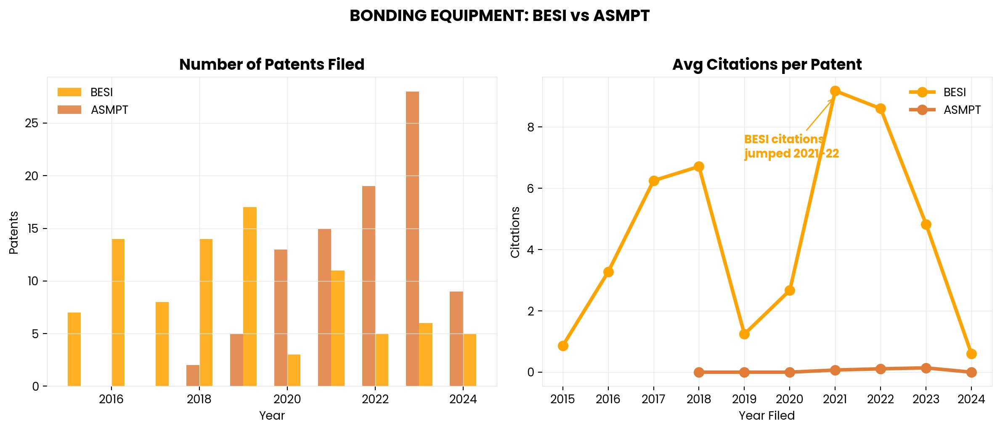 BONDING EQUIPMENT: BESI vs ASMPT
Number of Patents Filed
BESI
ASMPT
25
20
15
10
5
0
Patents
2016
2018
2020
2022
2024
Year
Avg Citations per Patent
BESI
ASMPT
BESI citations
jumped 2021-22
8
6
4
2
0
Citations
2015
2016
2017
2018
2019
2020
2021
2022
2023
2024
Year Filed